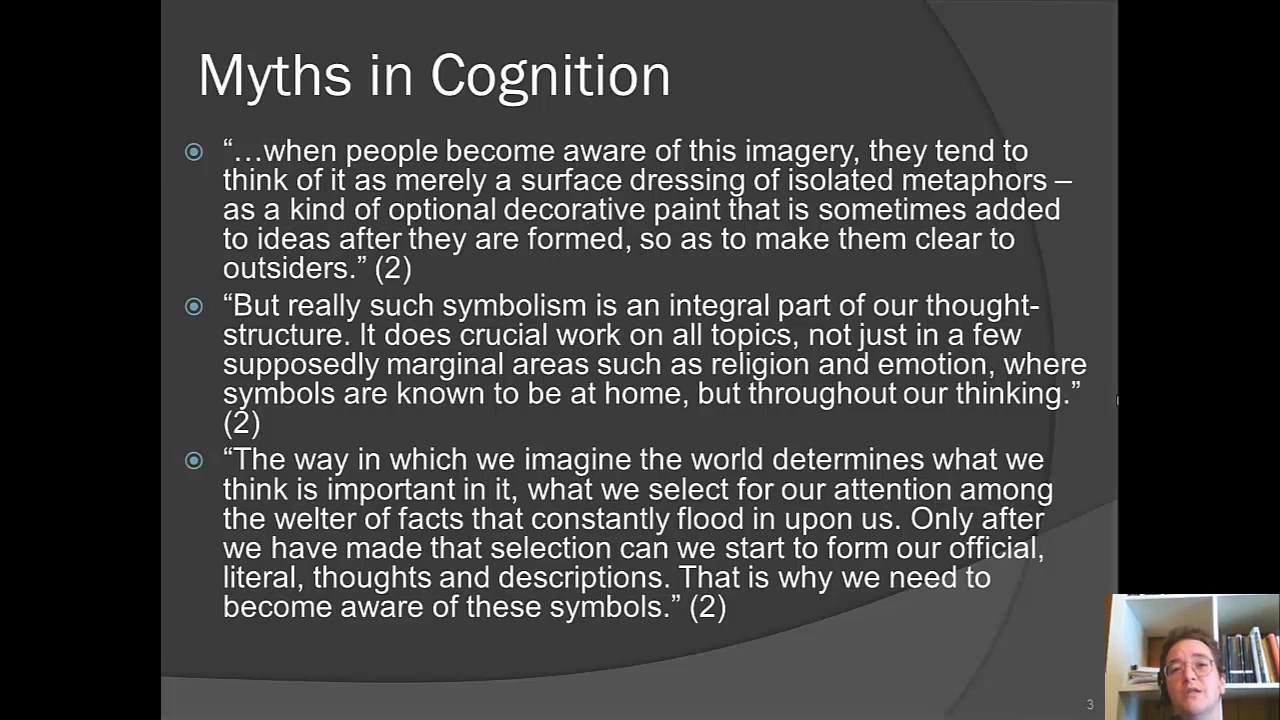 Myths in Cognition
“…when people become aware of this imagery, they tend to
think of it as merely a surface dressing of isolated metaphors –
as a kind of optional decorative paint that is sometimes added
to ideas after they are formed, so as to make them clear to
outsiders.” (2)
“But really such symbolism is an integral part of our thought-
structure. It does crucial work on all topics, not just in a few
supposedly marginal areas such as religion and emotion, where
symbols are known to be at home, but throughout our thinking.”
(2)
“The way in which we imagine the world determines what we
think is important in it, what we select for our attention among
the welter of facts that constantly flood in upon us. Only after
we have made that selection can we start to form our official,
literal, thoughts and descriptions. That is why we need to
become aware of these symbols.” (2)
3